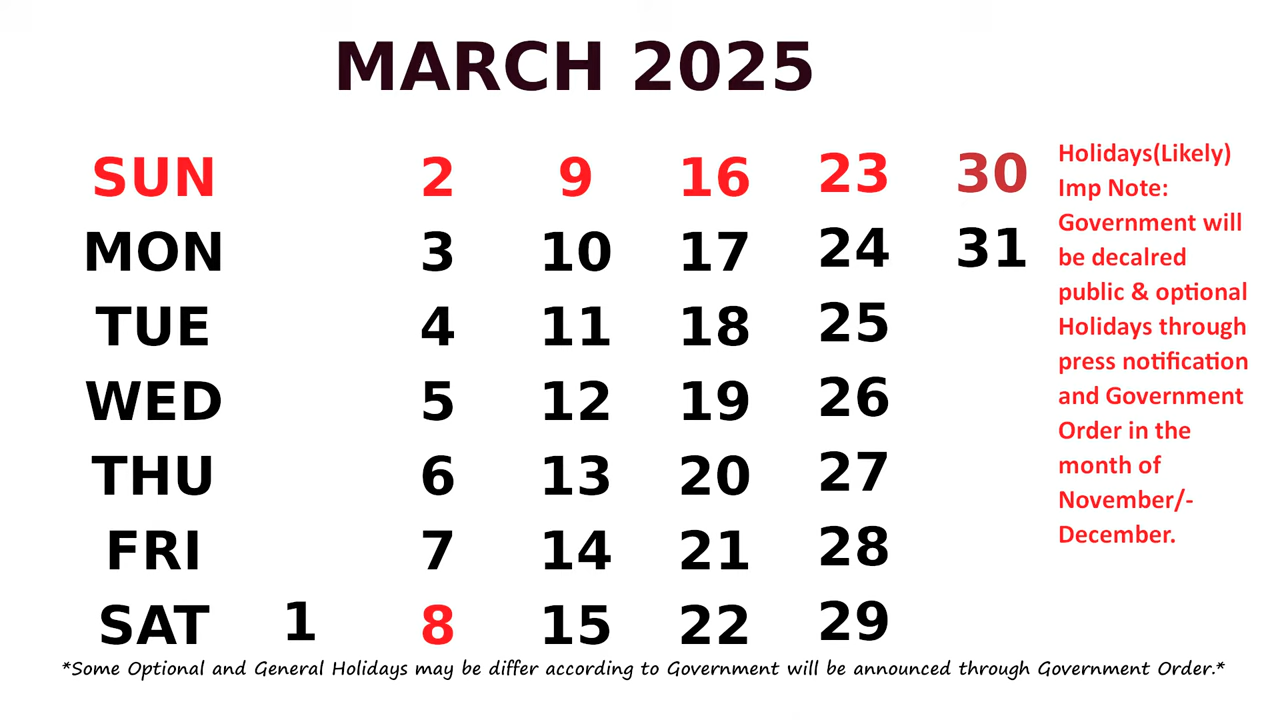 MARCH 2025
SUN 2 9 16 23 30
MON 3 10 17 24 31
TUE 4 11 18 25
WED 5 12 19 26
THU 6 13 20 27
FRI 7 14 21 28
SAT 1 8 15 22 29
Holidays(Likely)
Imp Note:
Government will
be decalred
public & optional
Holidays through
press notification
and Government
Order in the
month of
November/-
December.
*Some Optional and General Holidays may be differ according to Government will be announced through Government Order.*